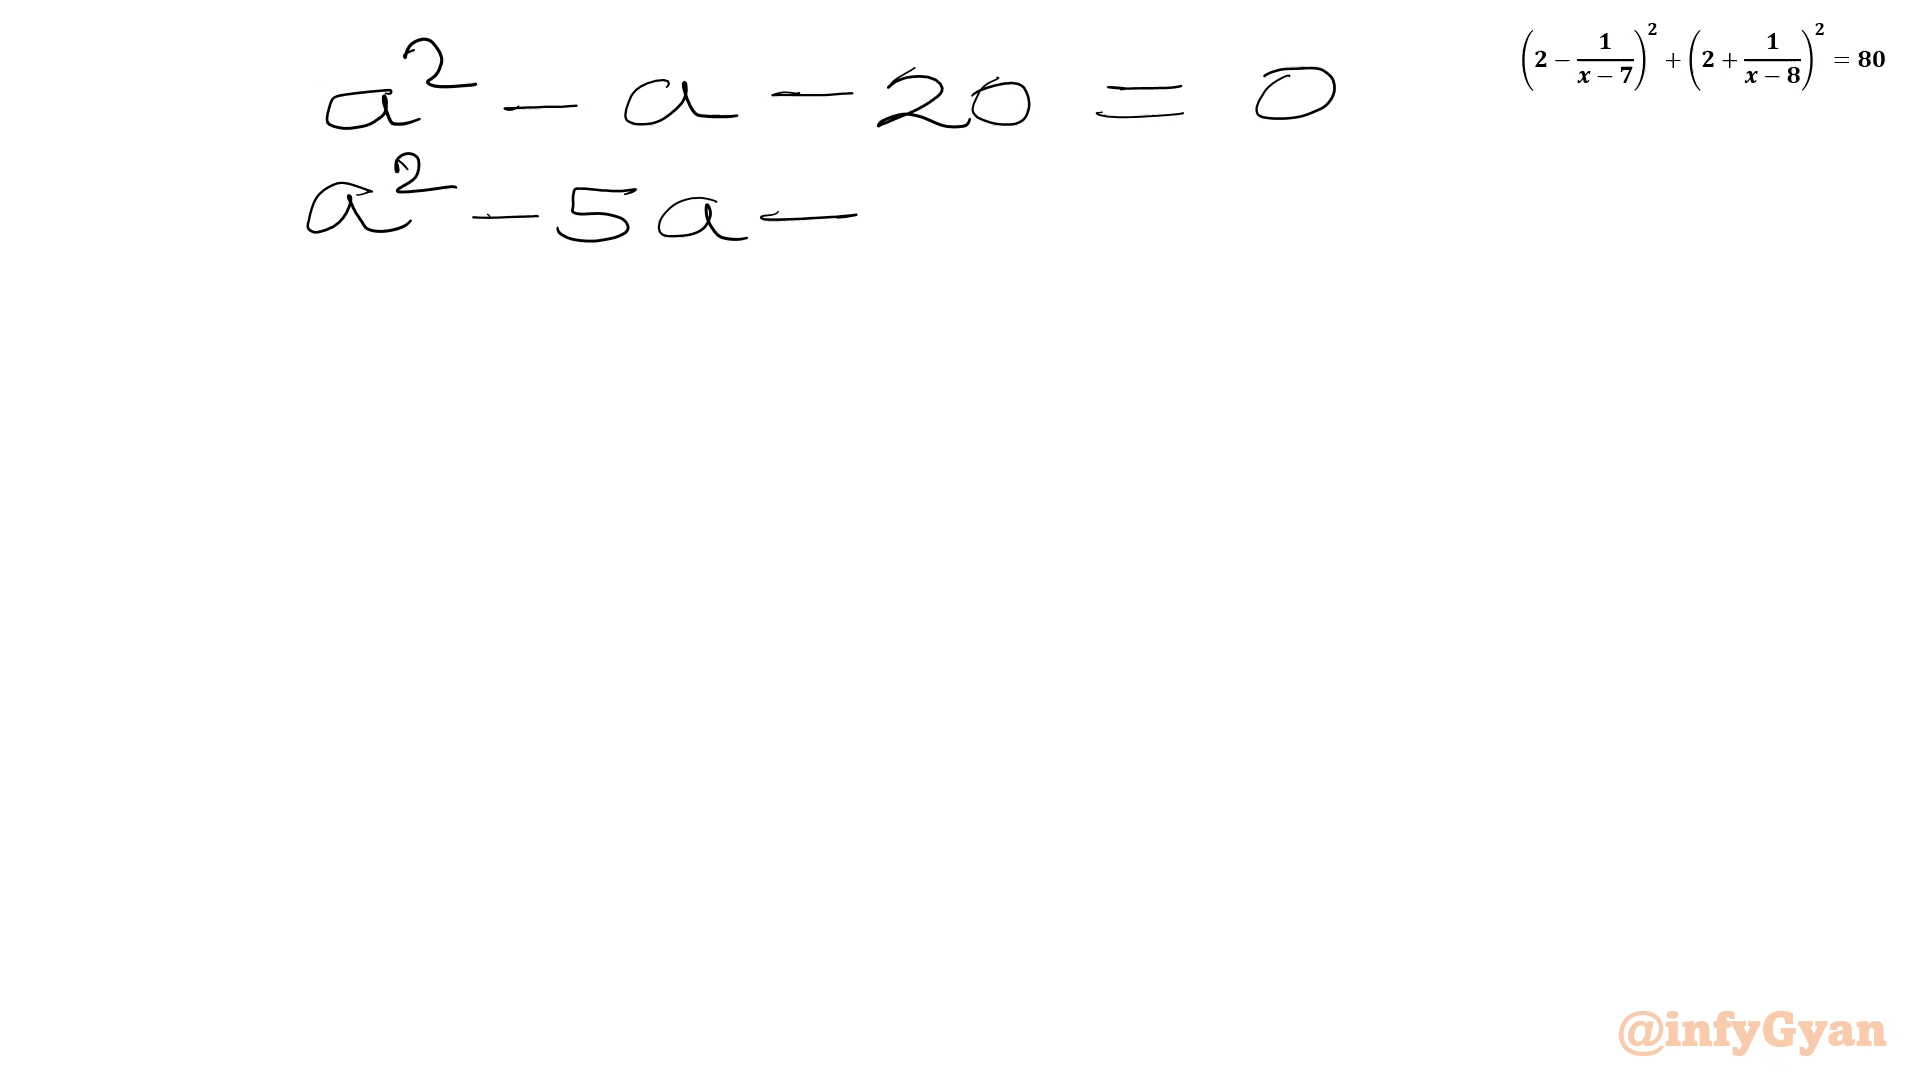 a² - a - 20 = 0
(2 - 1/(x - 7))² + (2 + 1/(x - 8))² = 80
a² - 5a -
@infyGyan